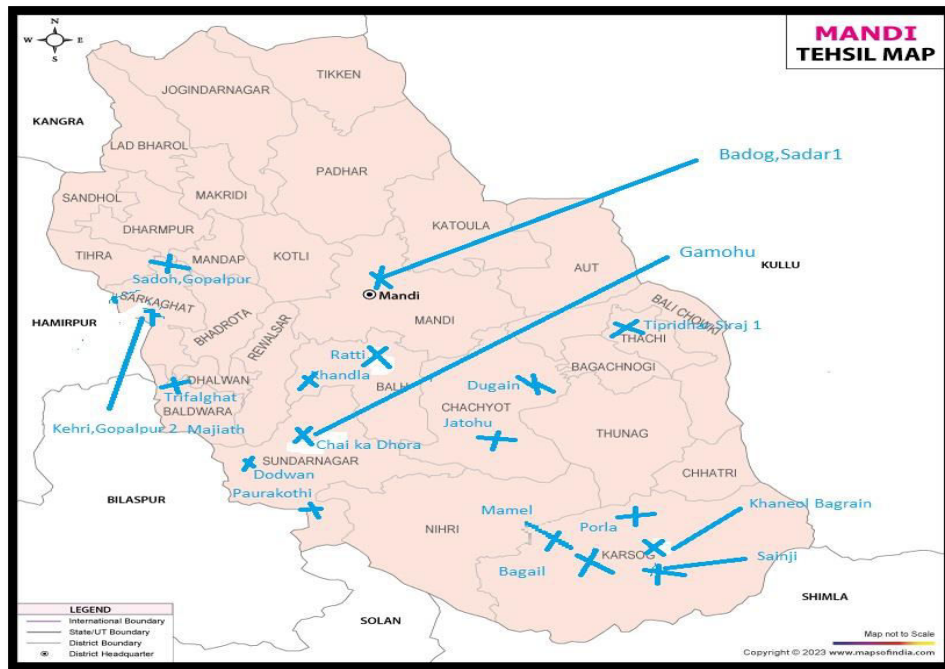 MANDI
TEHSIL MAP
N
W E
S
TIKKEN
JOGINDARNAGAR
KANGRA
LAD BHAROL
PADHAR
Badog,Sadar1
SANDHOL
MAKRIDI
KATOULA
DHARMPUR
TIHRA
MANDAP
KOTLI
Gamohu
AUT
KULLU
Sadoh,Gopalpur
SARKAGHAT
Mandi
BALI CHOWKI
HAMIRPUR
BHADROTA
REWALSAR
MANDI
Tipridhar,Siraj 1
THACHI
Ratti
BAGACHNOGI
Khandla
BALH
Dugain
DHALWAN
Trifalghat
BALDWARA
CHACHYOT
Jatohu
Kehri,Gopalpur 2
Majiath
THUNAG
Chai ka Dhora
SUNDARNAGAR
CHHATRI
Dodwan
Paurakothi
BILASPUR
Khaneol Bagrain
Mamel
Porla
NIHRI
KARSOG
Sainji
Bagail
SHIMLA
LEGEND
International Boundary
State/UT Boundary
District Boundary
District Headquarter
SOLAN
Map not to Scale
Copyright © 2023 www.mapsofindia.com